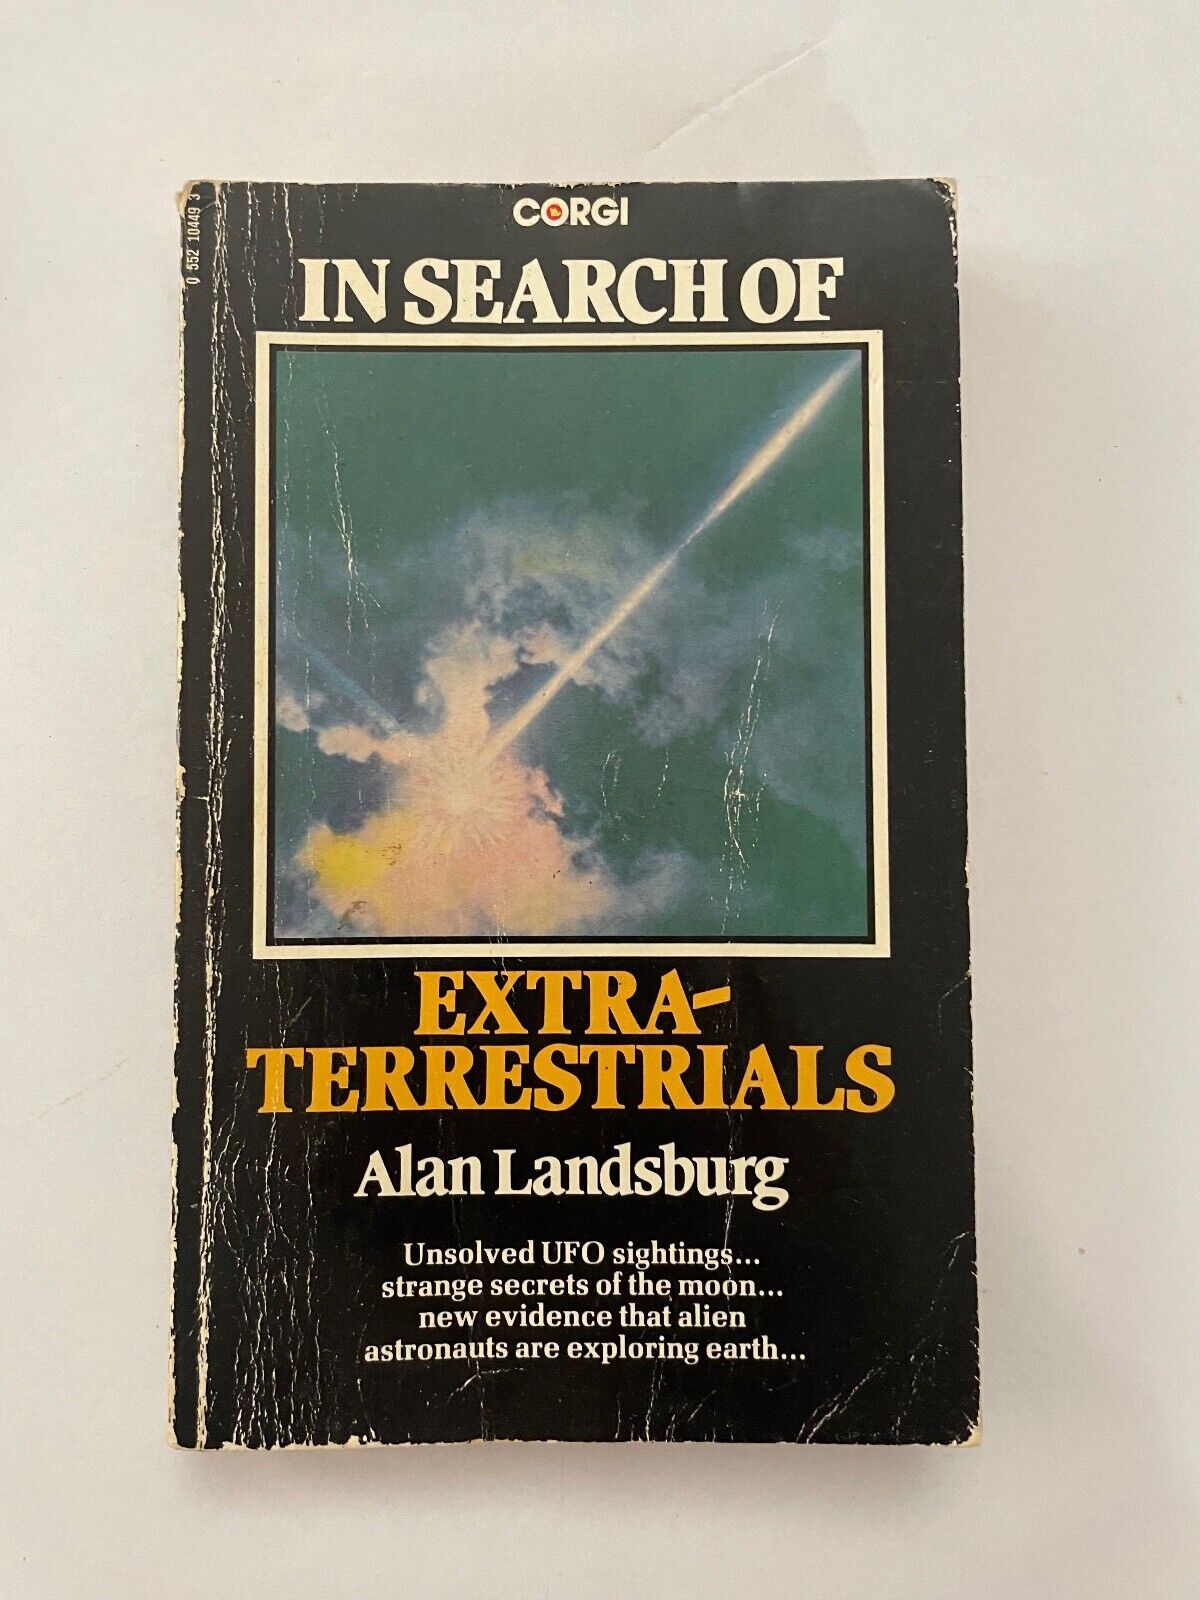 0 552 10449 3
CORGI
IN SEARCH OF
EXTRA-
TERRESTRIALS
Alan Landsburg
Unsolved UFO sightings...
strange secrets of the moon...
new evidence that alien
astronauts are exploring earth...